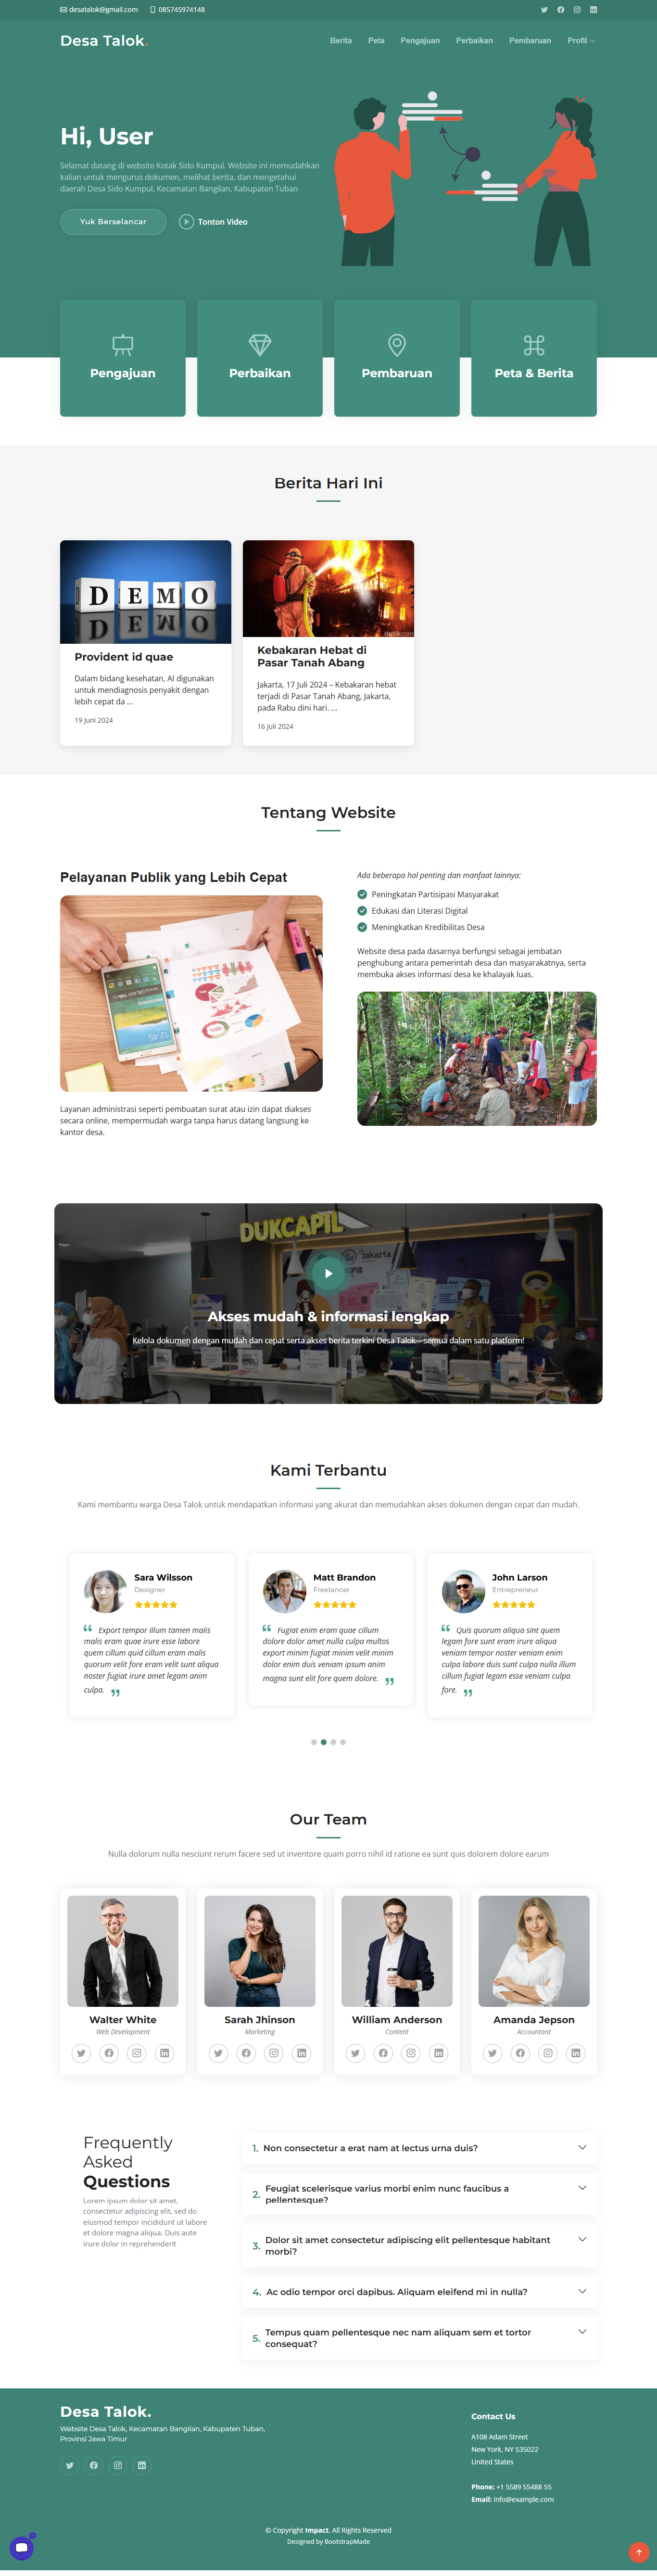 desatalok@gmail.com 085745974148
Desa Talok.
Berita Peta Pengajuan Perbaikan Pembaruan Profil
Hi, User
Selamat datang di website Kotak Sido Kumpul. Website ini memudahkan
kalian untuk mengurus dokumen, melihat berita, dan mengetahui
daerah Desa Sido Kumpul, Kecamatan Bangilan, Kabupaten Tuban
Yuk Berselancar
Tonton Video
Pengajuan
Perbaikan
Pembaruan
Peta & Berita
Berita Hari Ini
DEMO
Provident id quae
Dalam bidang kesehatan, AI digunakan
untuk mendiagnosis penyakit dengan
lebih cepat da ...
19 Juni 2024
detikcom
Kebakaran Hebat di
Pasar Tanah Abang
Jakarta, 17 Juli 2024 – Kebakaran hebat
terjadi di Pasar Tanah Abang, Jakarta,
pada Rabu dini hari. ...
16 Juli 2024
Tentang Website
Pelayanan Publik yang Lebih Cepat
12:45
Layanan administrasi seperti pembuatan surat atau izin dapat diakses
secara online, mempermudah warga tanpa harus datang langsung ke
kantor desa.
Ada beberapa hal penting dan manfaat lainnya:
Peningkatan Partisipasi Masyarakat
Edukasi dan Literasi Digital
Meningkatkan Kredibilitas Desa
Website desa pada dasarnya berfungsi sebagai jembatan
penghubung antara pemerintah desa dan masyarakatnya, serta
membuka akses informasi desa ke khalayak luas.
DUKCAPIL
Jakarta
Akses mudah & informasi lengkap
Kelola dokumen dengan mudah dan cepat serta akses berita terkini Desa Talok—semua dalam satu platform!
Kami Terbantu
Kami membantu warga Desa Talok untuk mendapatkan informasi yang akurat dan memudahkan akses dokumen dengan cepat dan mudah.
Sara Wilsson
Designer
Export tempor illum tamen malis
malis eram quae irure esse labore
quem cillum quid cillum eram malis
quorum velit fore eram velit sunt aliqua
noster fugiat irure amet legam anim
culpa.
Matt Brandon
Freelancer
Fugiat enim eram quae cillum
dolore dolor amet nulla culpa multos
export minim fugiat minim velit minim
dolor enim duis veniam ipsum anim
magna sunt elit fore quem dolore.
John Larson
Entrepreneur
Quis quorum aliqua sint quem
legam fore sunt eram irure aliqua
veniam tempor noster veniam enim
culpa labore duis sunt culpa nulla illum
cillum fugiat legam esse veniam culpa
fore.
Our Team
Nulla dolorum nulla nesciunt rerum facere sed ut inventore quam porro nihil id ratione ea sunt quis dolorem dolore earum
Walter White
Web Development
Sarah Jhinson
Marketing
William Anderson
Content
Amanda Jepson
Accountant
Frequently
Asked
Questions
Lorem ipsum dolor sit amet,
consectetur adipiscing elit, sed do
eiusmod tempor incididunt ut labore
et dolore magna aliqua. Duis aute
irure dolor in reprehenderit
1. Non consectetur a erat nam at lectus urna duis?
2. Feugiat scelerisque varius morbi enim nunc faucibus a
pellentesque?
3. Dolor sit amet consectetur adipiscing elit pellentesque habitant
morbi?
4. Ac odio tempor orci dapibus. Aliquam eleifend mi in nulla?
5. Tempus quam pellentesque nec nam aliquam sem et tortor
consequat?
Desa Talok.
Website Desa Talok, Kecamatan Bangilan, Kabupaten Tuban,
Provinsi Jawa Timur
Contact Us
A108 Adam Street
New York, NY 535022
United States
Phone: +1 5589 55488 55
Email: info@example.com
© Copyright Impact. All Rights Reserved
Designed by BootstrapMade